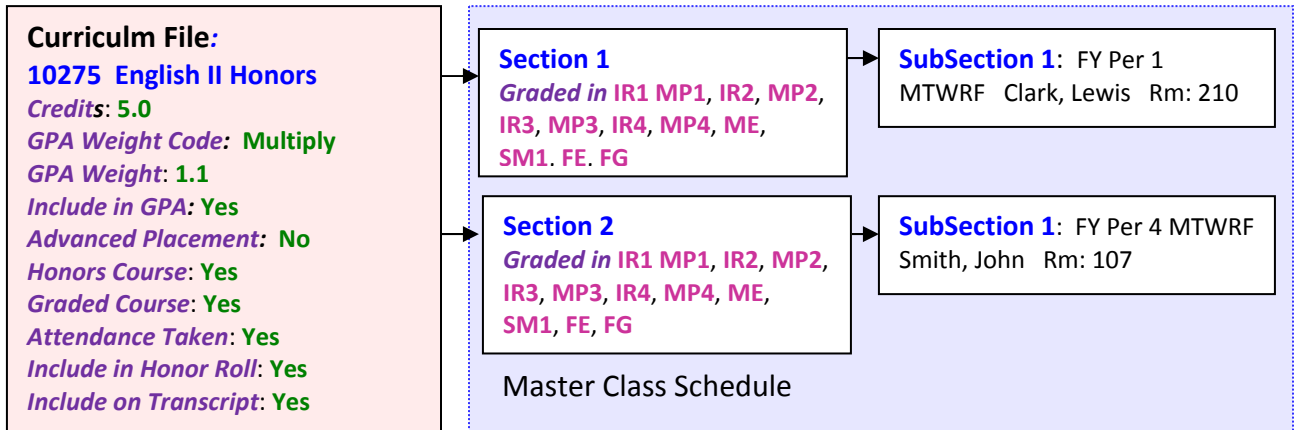 Curriculm File:
10275 English II Honors
Credits: 5.0
GPA Weight Code: Multiply
GPA Weight: 1.1
Include in GPA: Yes
Advanced Placement: No
Honors Course: Yes
Graded Course: Yes
Attendance Taken: Yes
Include in Honor Roll: Yes
Include on Transcript: Yes
Section 1
Graded in IR1 MP1, IR2, MP2,
IR3, MP3, IR4, MP4, ME,
SM1. FE. FG
SubSection 1: FY Per 1
MTWRF Clark, Lewis Rm: 210
Section 2
Graded in IR1 MP1, IR2, MP2,
IR3, MP3, IR4, MP4, ME,
SM1, FE, FG
SubSection 1: FY Per 4 MTWRF
Smith, John Rm: 107
Master Class Schedule